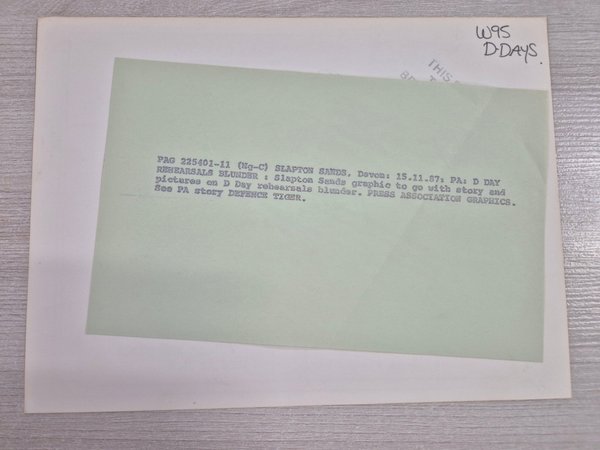 W95
D-DAYS.
THIS
PAG 225401-11 (Ng-C) SLAPTON SANDS, Devon: 15.11.87: PA: D DAY
REHEARSALS BLUNDER : Slapton Sands graphic to go with story and
pictures on D Day rehearsals blunder. PRESS ASSOCIATION GRAPHICS.
See PA story DEFENCE TIGER.